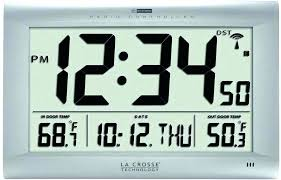 RADIO CONTROLLED
PM 12:34 50 DST
IN DOOR TEMP DATE OUT DOOR TEMP
68.7°F 10.12. THU 50.3°F
LA CROSSE
TECHNOLOGY